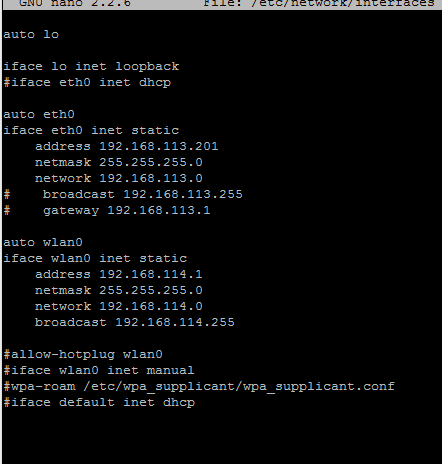 GNU nano 2.2.6 File: /etc/network/interfaces
auto lo
iface lo inet loopback
#iface eth0 inet dhcp
auto eth0
iface eth0 inet static
address 192.168.113.201
netmask 255.255.255.0
network 192.168.113.0
# broadcast 192.168.113.255
# gateway 192.168.113.1
auto wlan0
iface wlan0 inet static
address 192.168.114.1
netmask 255.255.255.0
network 192.168.114.0
broadcast 192.168.114.255
#allow-hotplug wlan0
#iface wlan0 inet manual
#wpa-roam /etc/wpa_supplicant/wpa_supplicant.conf
#iface default inet dhcp